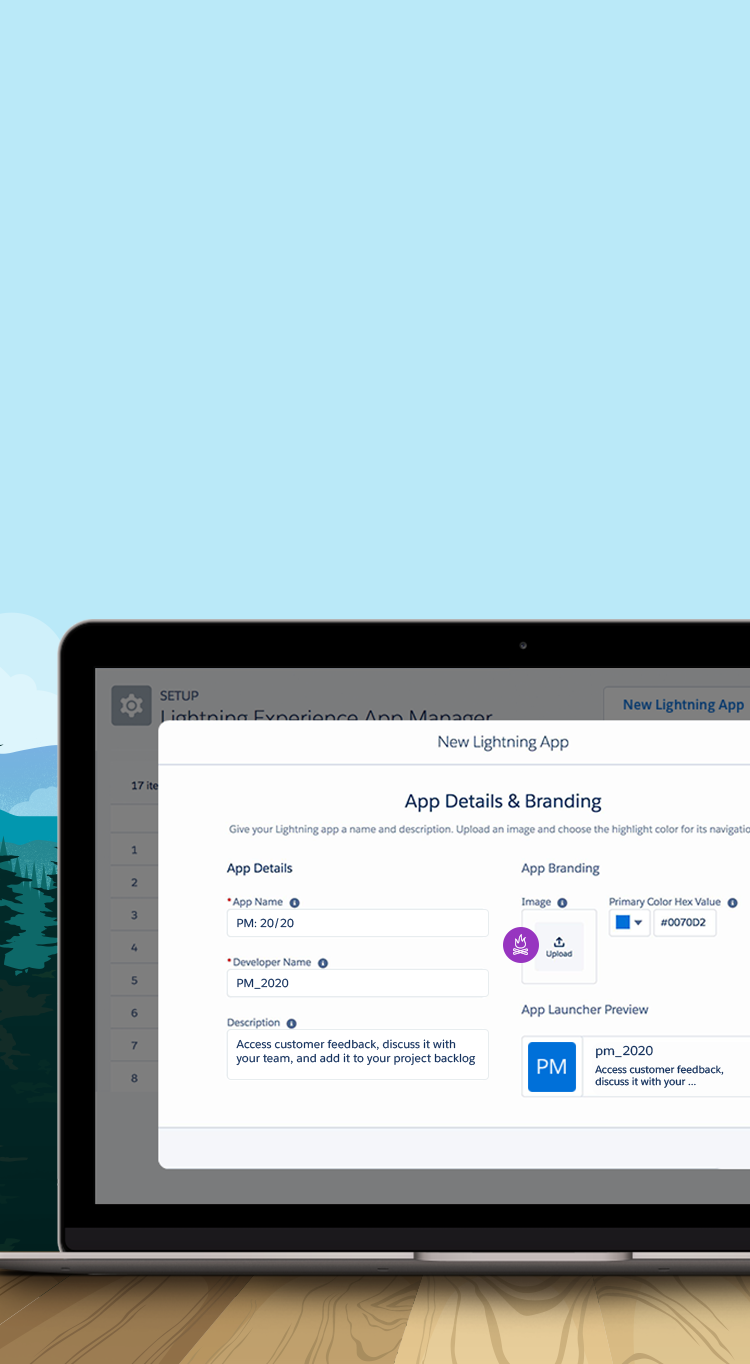 SETUP
Lightning Experience App Manager
New Lightning App
17 ite
New Lightning App
App Details & Branding
Give your Lightning app a name and description. Upload an image and choose the highlight color for its navigatio
1
2
3
4
5
6
7
8
App Details
*App Name
PM: 20/20
*Developer Name
PM_2020
Description
Access customer feedback, discuss it with
your team, and add it to your project backlog
App Branding
Image
Primary Color Hex Value
Upload
#0070D2
App Launcher Preview
PM
pm_2020
Access customer feedback,
discuss it with your ...